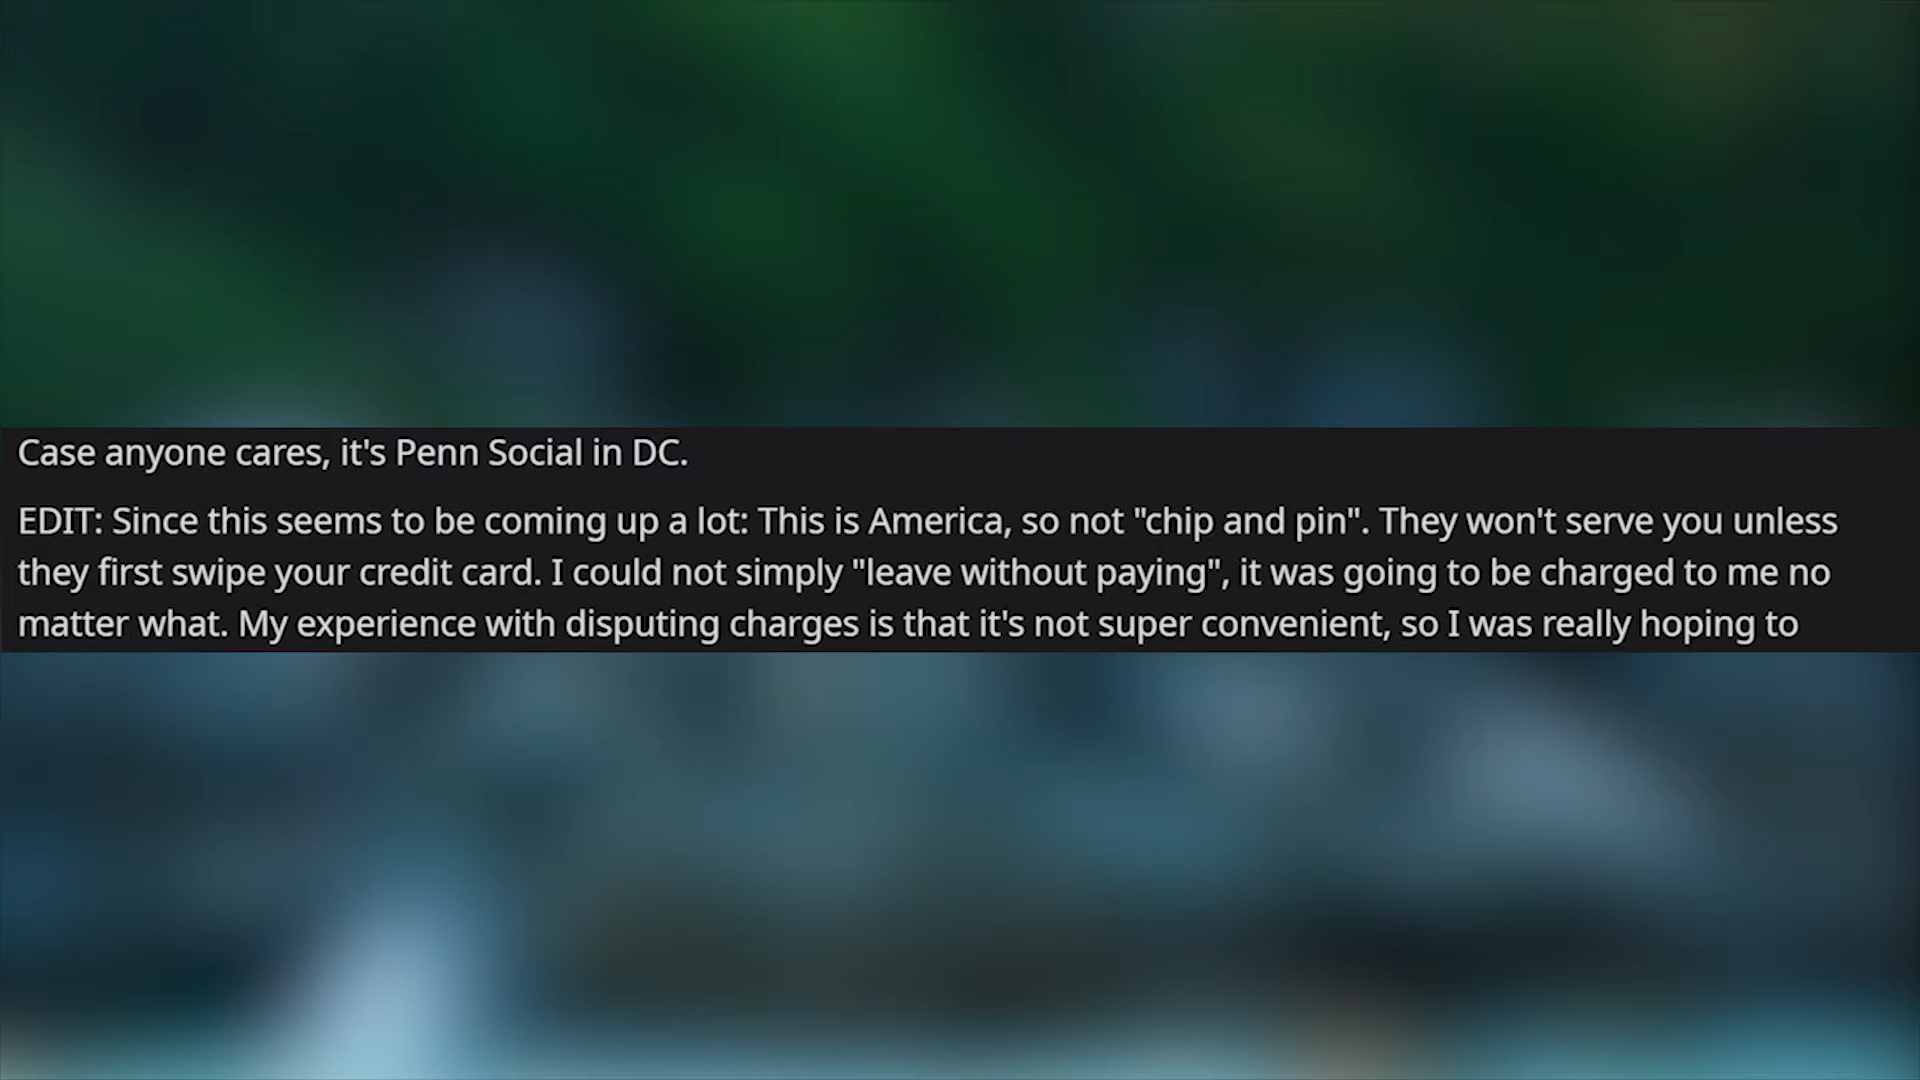 Case anyone cares, it's Penn Social in DC.
EDIT: Since this seems to be coming up a lot: This is America, so not "chip and pin". They won't serve you unless
they first swipe your credit card. I could not simply "leave without paying", it was going to be charged to me no
matter what. My experience with disputing charges is that it's not super convenient, so I was really hoping to